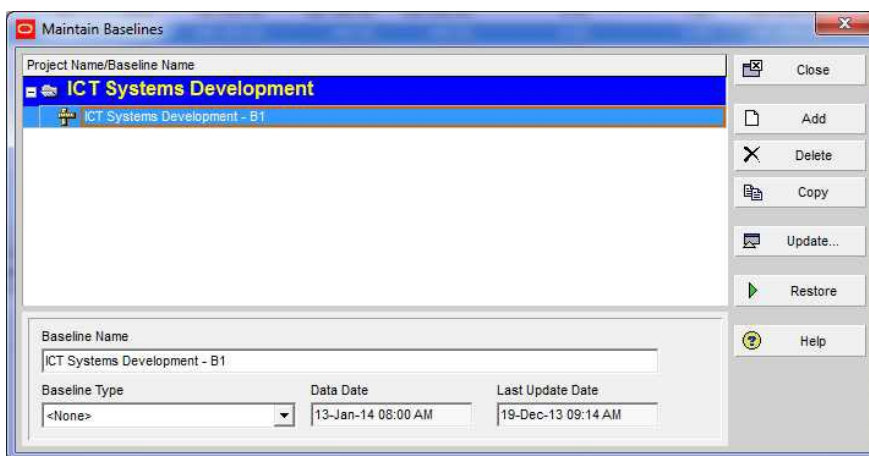 Maintain Baselines
Project Name/Baseline Name
ICT Systems Development
ICT Systems Development - B1
Close
Add
Delete
Copy
Update...
Restore
Help
Baseline Name
ICT Systems Development - B1
Baseline Type
Data Date
Last Update Date
<None>
13-Jan-14 08:00 AM
19-Dec-13 09:14 AM